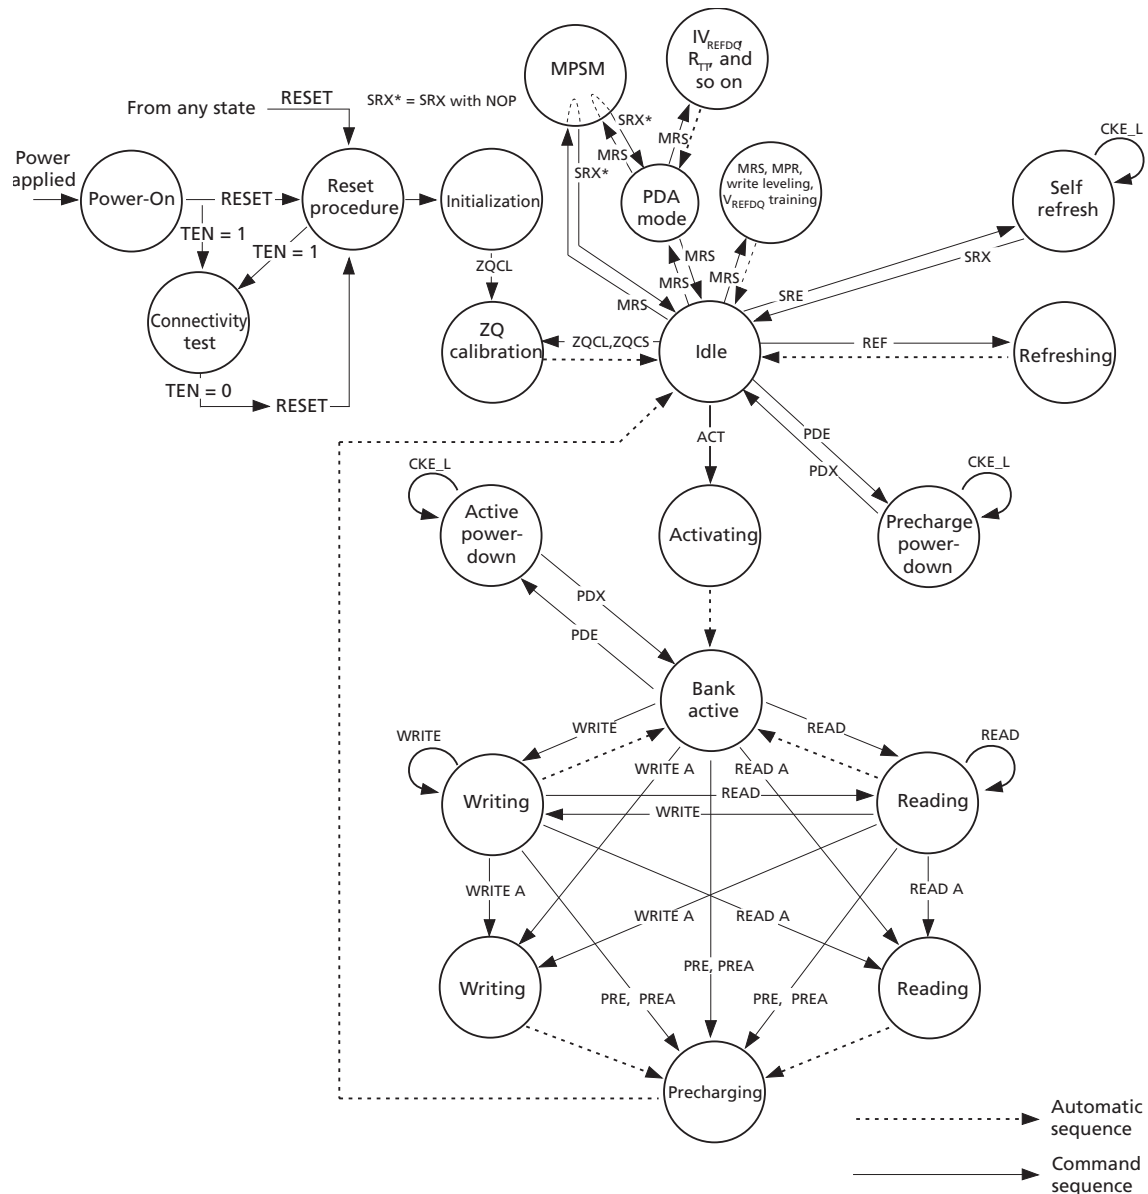 IV REFDQ,
R TT, and
so on
MPSM
From any state
RESET
SRX* = SRX with NOP
SRX*
MRS
MRS
CKE_L
Power
applied
Power-On
RESET
Reset
procedure
Initialization
SRX*
PDA
mode
MRS, MPR,
write leveling,
V REFDQ training
Self
refresh
TEN = 1
TEN = 1
ZQCL
MRS
MRS
MRS
SRX
SRE
MRS
Connectivity
test
ZQ
calibration
ZQCL,ZQCS
Idle
REF
Refreshing
TEN = 0
RESET
ACT
PDE
PDX
CKE_L
CKE_L
Active
power-
down
Activating
Precharge
power-
down
PDX
PDE
Bank
active
WRITE
READ
WRITE
READ
WRITE A
READ A
Writing
READ
WRITE
Reading
WRITE A
READ A
WRITE A
READ A
Writing
PRE, PREA
Reading
PRE, PREA
PRE, PREA
Precharging
Automatic
sequence
Command
sequence